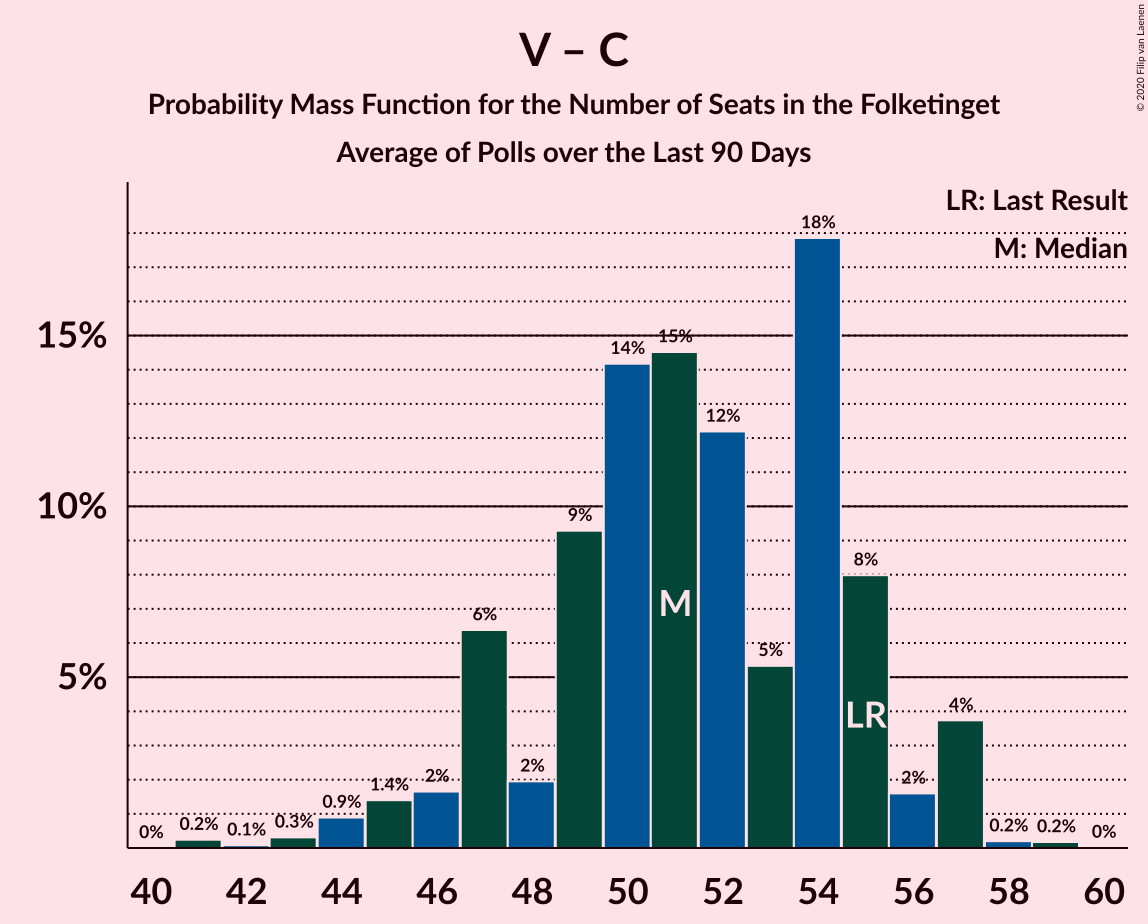 V – C
Probability Mass Function for the Number of Seats in the Folketinget
Average of Polls over the Last 90 Days
© 2020 Filip van Laenen
LR: Last Result
M: Median
15%
10%
5%
0%
0.2%
0.1%
0.3%
0.9%
1.4%
2%
6%
2%
9%
14%
15%
12%
5%
18%
8%
2%
4%
0.2%
0.2%
0%
M
LR
40 42 44 46 48 50 52 54 56 58 60